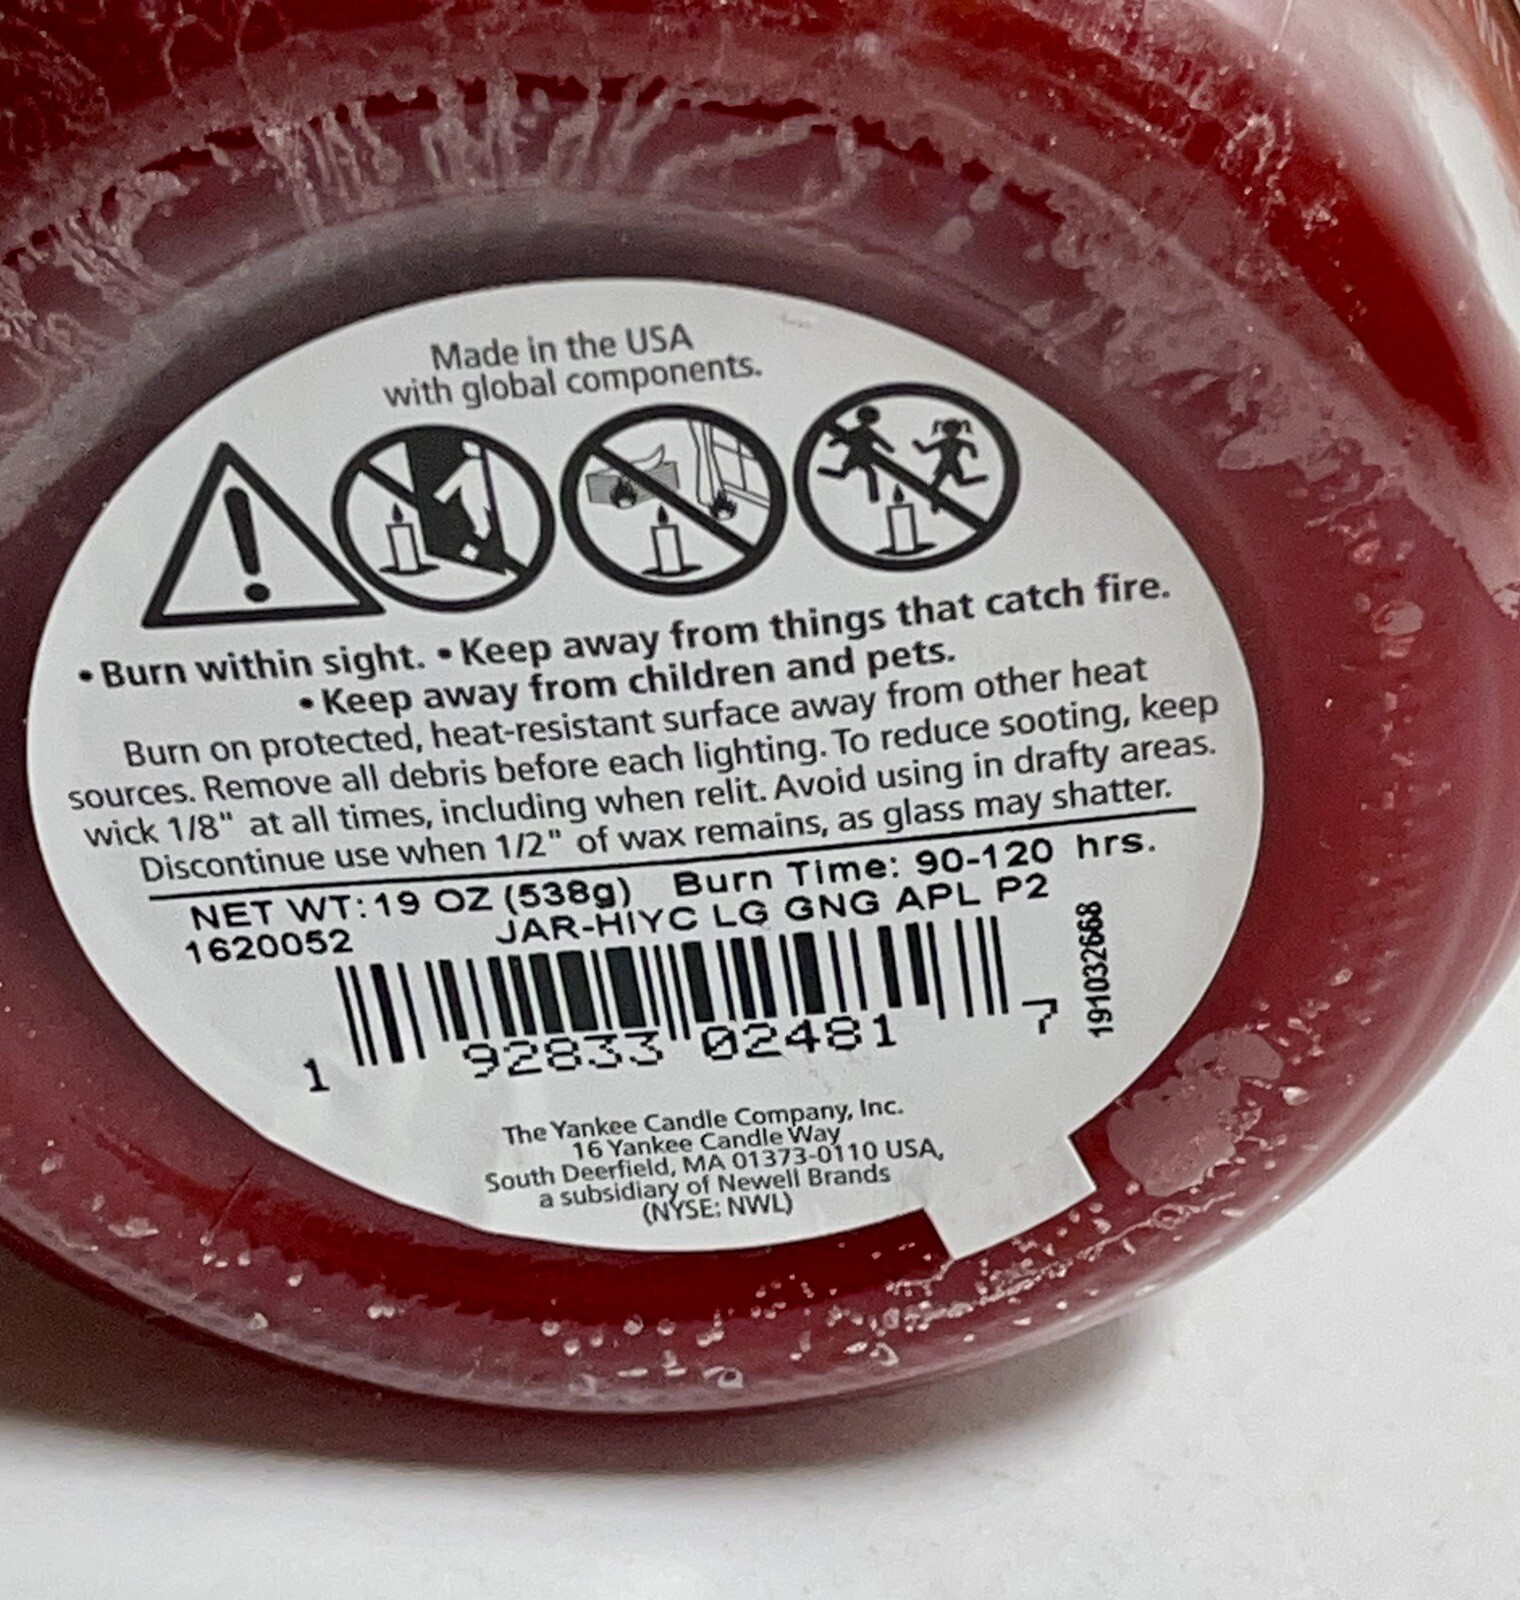 Made in the USA
with global components.
• Burn within sight. • Keep away from things that catch fire.
• Keep away from children and pets.
Burn on protected, heat-resistant surface away from other heat
sources. Remove all debris before each lighting. To reduce sooting, keep
wick 1/8" at all times, including when relit. Avoid using in drafty areas.
Discontinue use when 1/2" of wax remains, as glass may shatter.
NET WT: 19 OZ (538g) Burn Time: 90-120 hrs.
1620052 JAR-HIYC LG GNG APL P2
191032668
1 92833 02481 7
The Yankee Candle Company, Inc.
16 Yankee Candle Way
South Deerfield, MA 01373-0110 USA,
a subsidiary of Newell Brands
(NYSE: NWL)